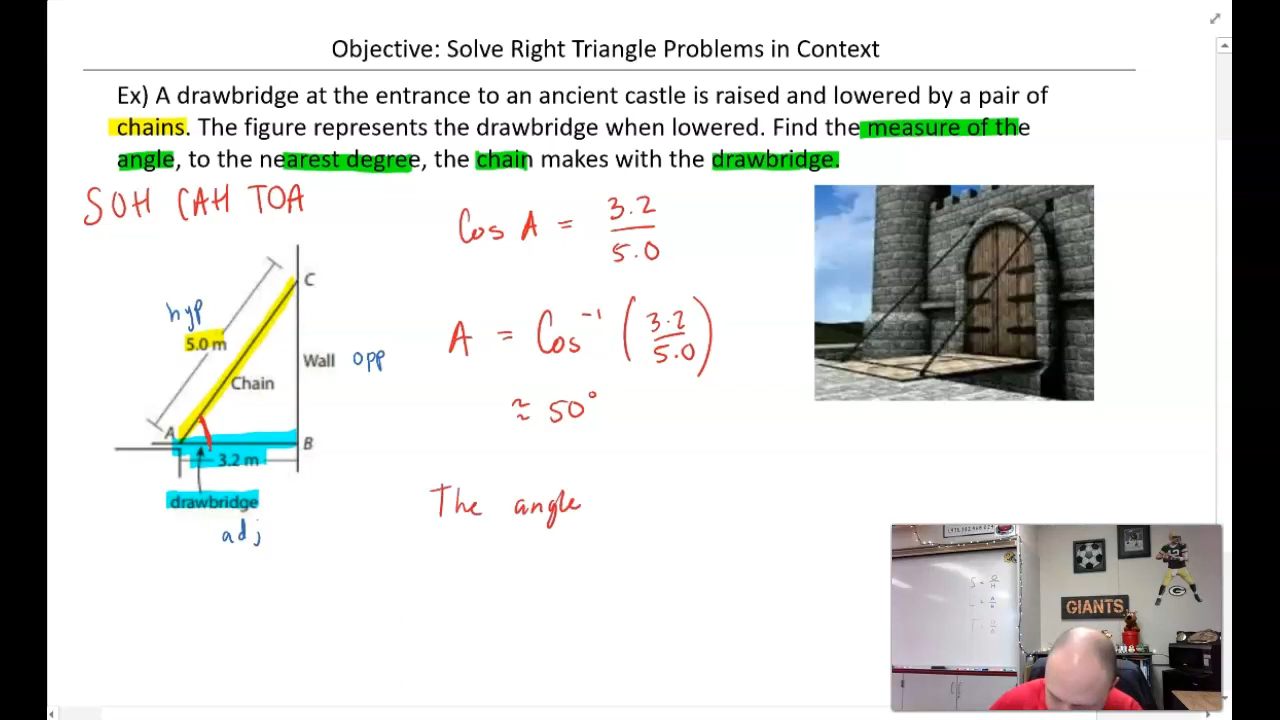 Objective: Solve Right Triangle Problems in Context
Ex) A drawbridge at the entrance to an ancient castle is raised and lowered by a pair of
chains. The figure represents the drawbridge when lowered. Find the measure of the
angle, to the nearest degree, the chain makes with the drawbridge.
SOH CAH TOA
Cos A = 3.2
5.0
C
hyp
5.0 m
A = Cos⁻¹ (3.2
5.0)
Wall opp
Chain
≈ 50°
A
B
3.2 m
drawbridge
adj
The angle
GIANTS
G